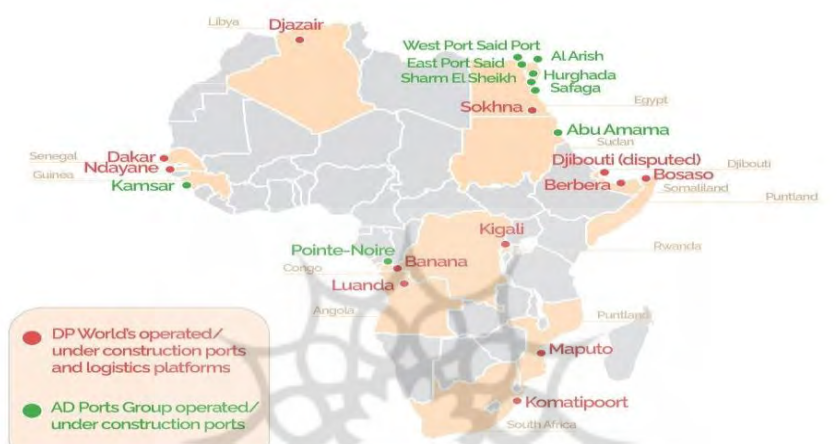 Libya
Djazair
West Port Said Port
Al Arish
East Port Said
Hurghada
Sharm El Sheikh
Safaga
Egypt
Sokhna
Abu Amama
Sudan
Senegal
Dakar
Djibouti (disputed)
Djibouti
Ndayane
Bosaso
Guinea
Kamsar
Berbera
Somaliland
Puntland
Kigali
Rwanda
Pointe-Noire
Banana
Congo
Luanda
Angola
Puntland
DP World's operated/
under construction ports
and logistics platforms
Maputo
AD Ports Group operated/
under construction ports
Komatipoort
South Africa